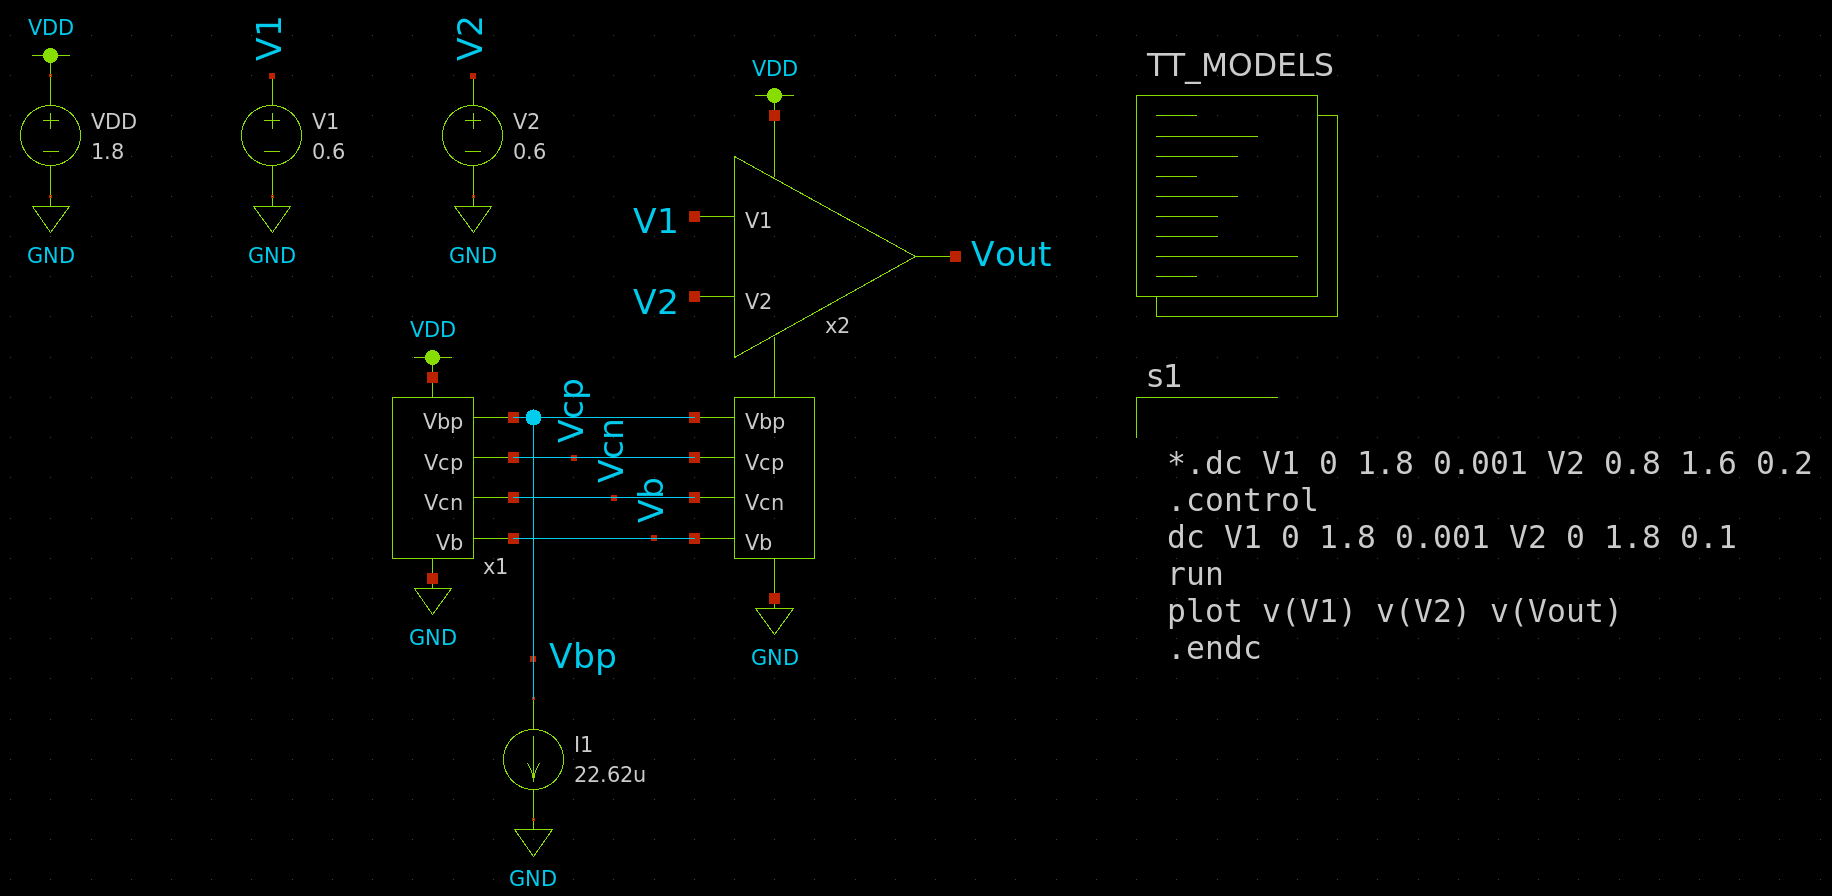 VDD
V1
V2
VDD
TT_MODELS
+
VDD
1.8
+
V1
0.6
+
V2
0.6
GND
GND
GND
V1
V1
V2
V2
Vout
x2
VDD
Vcp
Vcn
Vb
Vbp
Vcp
Vcn
Vb
x1
GND
Vbp
Vcp
Vcn
Vb
GND
Vbp
I1
22.62u
GND
s1
*.dc V1 0 1.8 0.001 V2 0.8 1.6 0.2
.control
dc V1 0 1.8 0.001 V2 0 1.8 0.1
run
plot v(V1) v(V2) v(Vout)
.endc